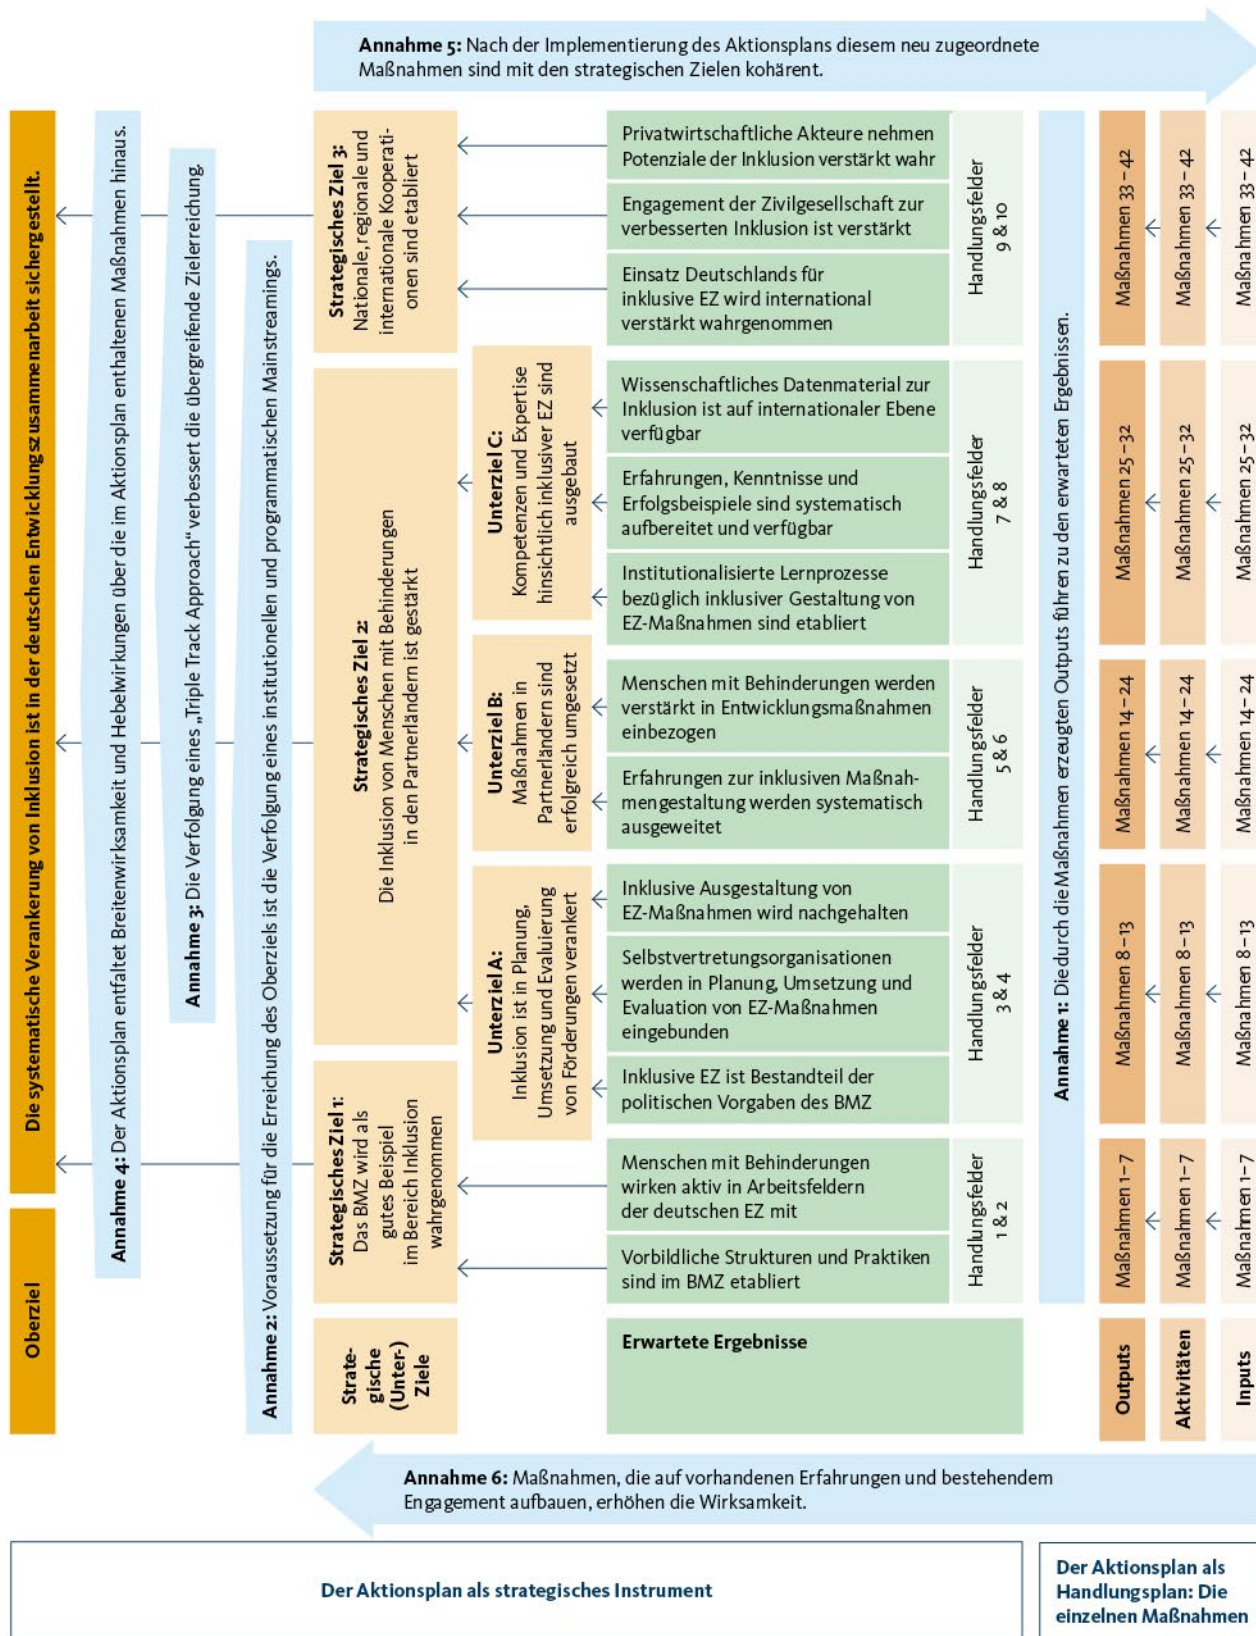 Annahme 5: Nach der Implementierung des Aktionsplans diesem neu zugeordnete
Maßnahmen sind mit den strategischen Zielen kohärent.
Oberziel
Die systematische Verankerung von Inklusion ist in der deutschen Entwicklungszusammenarbeit sichergestellt.
Annahme 4: Der Aktionsplan entfaltet Breitenwirksamkeit und Hebelwirkungen über die im Aktionsplan enthaltenen Maßnahmen hinaus.
Annahme 3: Die Verfolgung eines „Triple Track Approach“ verbessert die übergreifende Zielerreichung.
Annahme 2: Voraussetzung für die Erreichung des Oberziels ist die Verfolgung eines institutionellen und programmatischen Mainstreamings.
Strate-
gische
(Unter-)
Ziele
Strategisches Ziel 1:
Das BMZ wird als
gutes Beispiel
im Bereich Inklusion
wahrgenommen
Strategisches Ziel 2:
Die Inklusion von Menschen mit Behinderungen
in den Partnerländern ist gestärkt
Strategisches Ziel 3:
Nationale, regionale und
internationale Kooperati-
onen sind etabliert
Unterziel A:
Inklusion ist in Planung,
Umsetzung und Evaluierung
von Förderungen verankert
Unterziel B:
Maßnahmen in
Partnerländern sind
erfolgreich umgesetzt
Unterziel C:
Kompetenzen und Expertise
hinsichtlich inklusiver EZ sind
ausgebaut
Privatwirtschaftliche Akteure nehmen
Potenziale der Inklusion verstärkt wahr
Engagement der Zivilgesellschaft zur
verbesserten Inklusion ist verstärkt
Einsatz Deutschlands für
inklusive EZ wird international
verstärkt wahrgenommen
Handlungsfelder
9 & 10
Wissenschaftliches Datenmaterial zur
Inklusion ist auf internationaler Ebene
verfügbar
Erfahrungen, Kenntnisse und
Erfolgsbeispiele sind systematisch
aufbereitet und verfügbar
Institutionalisierte Lernprozesse
bezüglich inklusiver Gestaltung von
EZ-Maßnahmen sind etabliert
Handlungsfelder
7 & 8
Menschen mit Behinderungen werden
verstärkt in Entwicklungsmaßnahmen
einbezogen
Erfahrungen zur inklusiven Maßnah-
mengestaltung werden systematisch
ausgeweitet
Handlungsfelder
5 & 6
Inklusive Ausgestaltung von
EZ-Maßnahmen wird nachgehalten
Selbstvertretungsorganisationen
werden in Planung, Umsetzung und
Evaluation von EZ-Maßnahmen
eingebunden
Inklusive EZ ist Bestandteil der
politischen Vorgaben des BMZ
Handlungsfelder
3 & 4
Menschen mit Behinderungen
wirken aktiv in Arbeitsfeldern
der deutschen EZ mit
Vorbildliche Strukturen und Praktiken
sind im BMZ etabliert
Handlungsfelder
1 & 2
Erwartete Ergebnisse
Annahme 1: Diedurch die Maßnahmen erzeugten Outputs führen zu den erwarteten Ergebnissen.
Outputs
Maßnahmen 1–7
Maßnahmen 8–13
Maßnahmen 14–24
Maßnahmen 25–32
Maßnahmen 33–42
Aktivitäten
Maßnahmen 1–7
Maßnahmen 8–13
Maßnahmen 14–24
Maßnahmen 25–32
Maßnahmen 33–42
Inputs
Maßnahmen 1–7
Maßnahmen 8–13
Maßnahmen 14–24
Maßnahmen 25–32
Maßnahmen 33–42
Annahme 6: Maßnahmen, die auf vorhandenen Erfahrungen und bestehendem
Engagement aufbauen, erhöhen die Wirksamkeit.
Der Aktionsplan als strategisches Instrument
Der Aktionsplan als
Handlungsplan: Die
einzelnen Maßnahmen